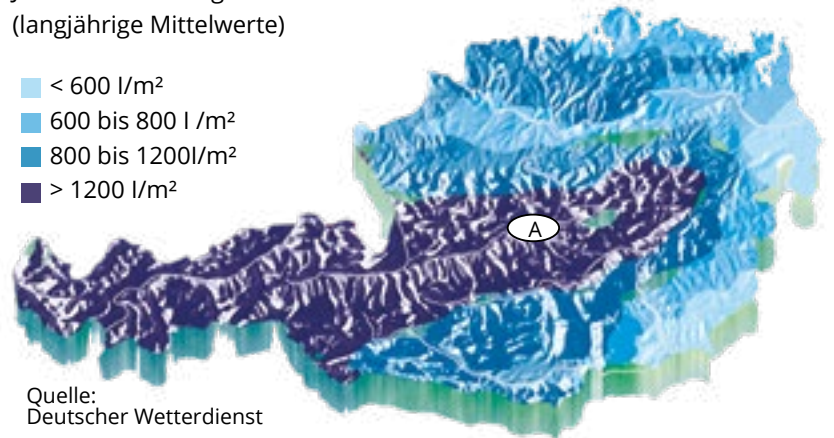 (langjährige Mittelwerte)
< 600 l/m²
600 bis 800 l /m²
800 bis 1200l/m²
> 1200 l/m²
A
Quelle:
Deutscher Wetterdienst